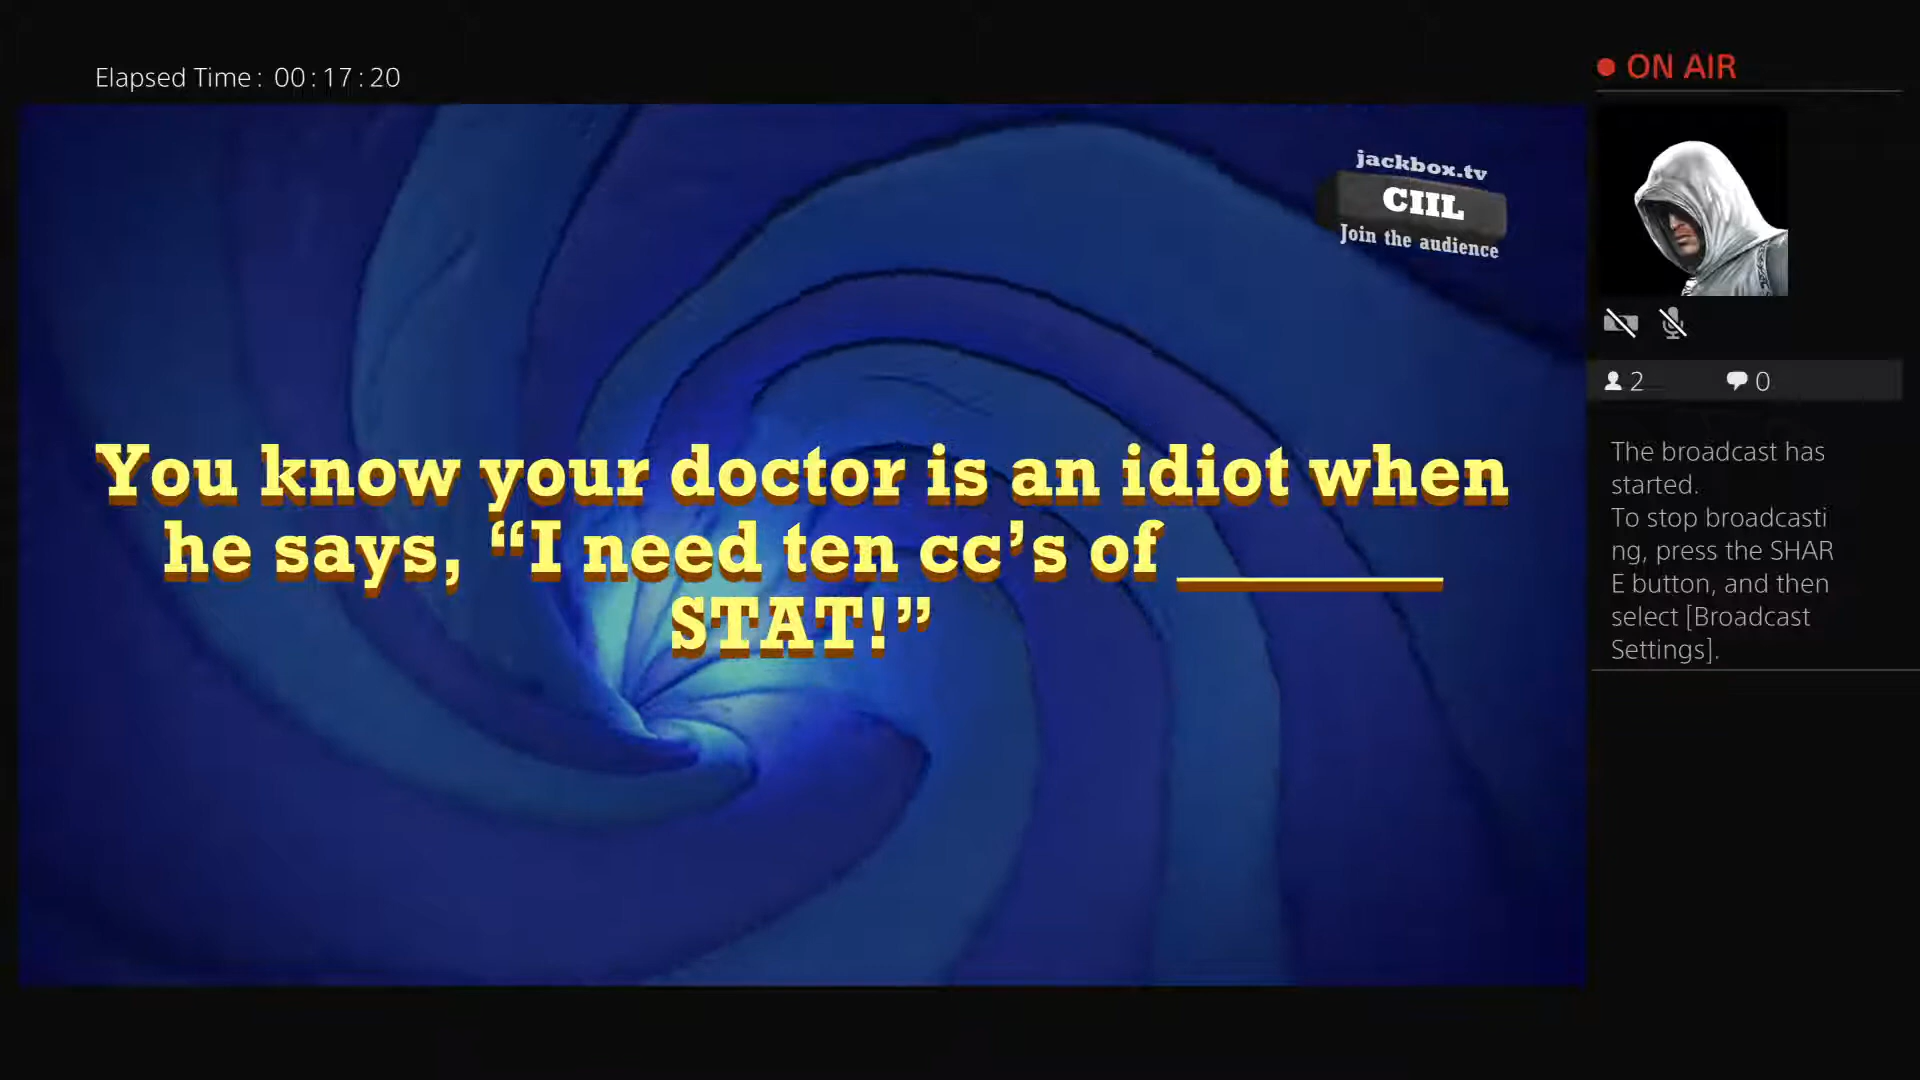 Elapsed Time: 00:17:20
ON AIR
jackbox.tv
CIIL
Join the audience
2
0
You know your doctor is an idiot when
he says, “I need ten cc’s of ________
STAT!”
The broadcast has
started.
To stop broadcasti
ng, press the SHAR
E button, and then
select [Broadcast
Settings].